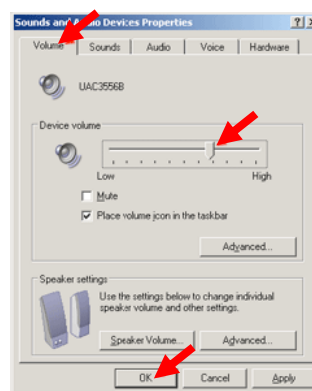 Sounds and Audio Devices Properties
Volume Sounds Audio Voice Hardware
UAC3556B
Device volume
Low High
Mute
Place volume icon in the taskbar
Advanced...
Speaker settings
Use the settings below to change individual
speaker volume and other settings.
Speaker Volume... Advanced...
OK Cancel Apply